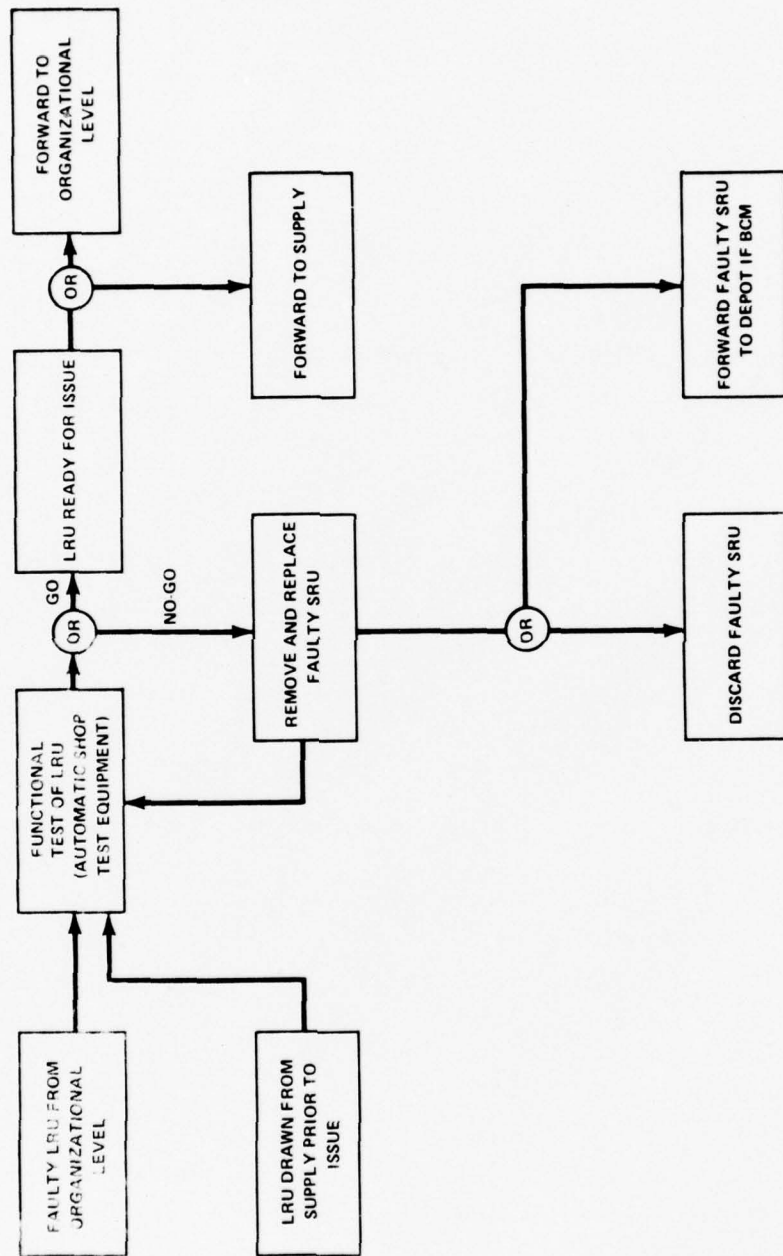 FAULTY LRU FROM
ORGANIZATIONAL
LEVEL
LRU DRAWN FROM
SUPPLY PRIOR TO
ISSUE
FUNCTIONAL
TEST OF LRU
(AUTOMATIC SHOP
TEST EQUIPMENT)
OR
GO
NO-GO
LRU READY FOR ISSUE
OR
FORWARD TO
ORGANIZATIONAL
LEVEL
FORWARD TO SUPPLY
REMOVE AND REPLACE
FAULTY SRU
OR
DISCARD FAULTY SRU
FORWARD FAULTY SRU
TO DEPOT IF BCM